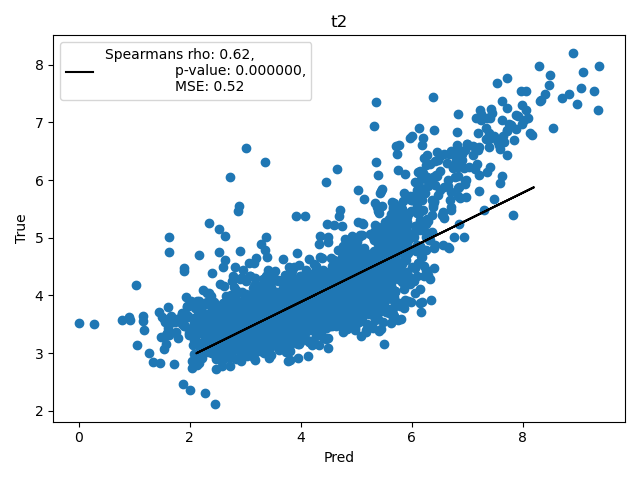 t2
Spearmans rho: 0.62,
p-value: 0.000000,
MSE: 0.52
True
8
7
6
5
4
3
2
0 2 4 6 8
Pred